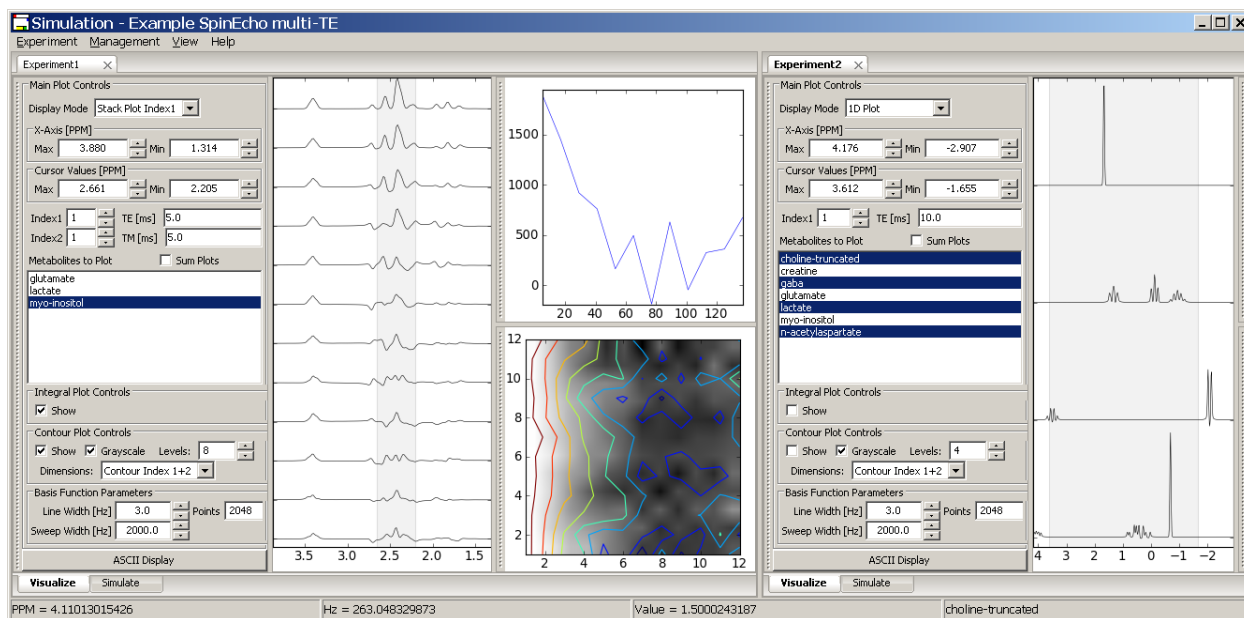 Simulation - Example SpinEcho multi-TE
Experiment Management View Help
Experiment1
Main Plot Controls
Display Mode Stack Plot Index1
X-Axis [PPM]
Max 3.880 Min 1.314
Cursor Values [PPM]
Max 2.661 Min 2.205
Index1 1 TE [ms] 5.0
Index2 1 TM [ms] 5.0
Metabolites to Plot Sum Plots
glutamate
lactate
myo-inositol
Integral Plot Controls
Show
Contour Plot Controls
Show Grayscale Levels: 8
Dimensions: Contour Index 1+2
Basis Function Parameters
Line Width [Hz] 3.0 Points 2048
Sweep Width [Hz] 2000.0
ASCII Display
Visualize Simulate
3.5 3.0 2.5 2.0 1.5
1500
1000
500
0
20 40 60 80 100 120
12
10
8
6
4
2
2 4 6 8 10 12
Experiment2
Main Plot Controls
Display Mode 1D Plot
X-Axis [PPM]
Max 4.176 Min -2.907
Cursor Values [PPM]
Max 3.612 Min -1.655
Index1 1 TE [ms] 10.0
Metabolites to Plot Sum Plots
choline-truncated
creatine
gaba
glutamate
lactate
myo-inositol
n-acetylaspartate
Integral Plot Controls
Show
Contour Plot Controls
Show Grayscale Levels: 4
Dimensions: Contour Index 1+2
Basis Function Parameters
Line Width [Hz] 3.0 Points 2048
Sweep Width [Hz] 2000.0
ASCII Display
Visualize Simulate
4 3 2 1 0 -1 -2
PPM = 4.11013015426 Hz = 263.048329873 Value = 1.5000243187 choline-truncated